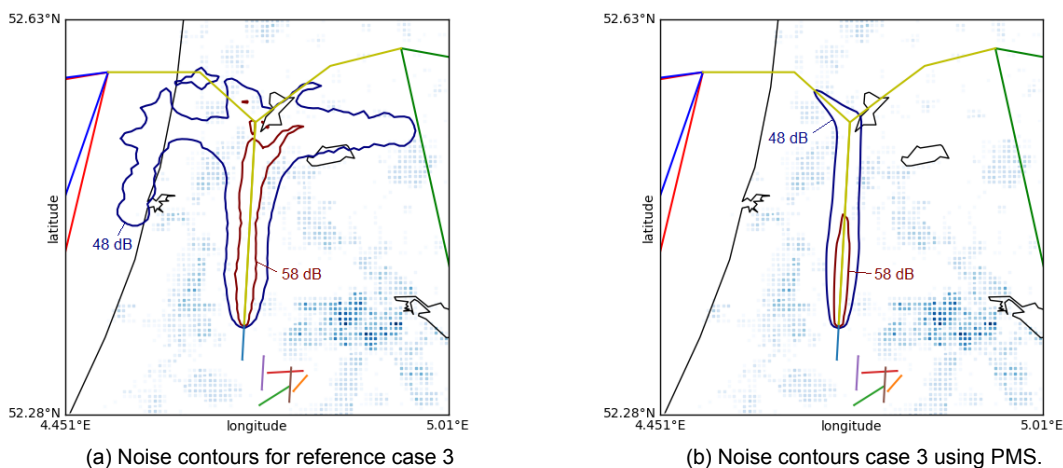 52.63°N
latitude
48 dB
58 dB
52.28°N
4.451°E
longitude
5.01°E
(a) Noise contours for reference case 3
52.63°N
latitude
48 dB
58 dB
52.28°N
4.451°E
longitude
5.01°E
(b) Noise contours case 3 using PMS.